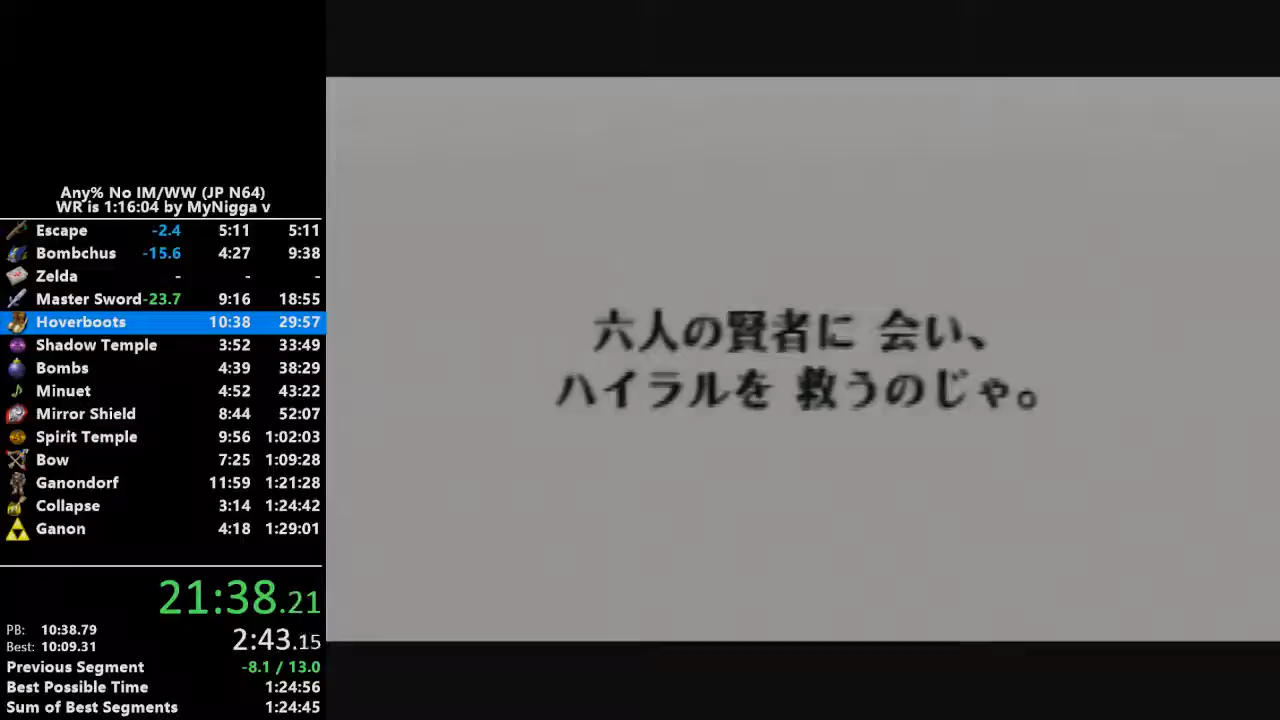 Any% No IM/WW (JP N64)
WR is 1:16:04 by MyNigga v
Escape -2.4 5:11 5:11
Bombchus -15.6 4:27 9:38
Zelda - - -
Master Sword -23.7 9:16 18:55
Hoverboots 10:38 29:57
Shadow Temple 3:52 33:49
Bombs 4:39 38:29
Minuet 4:52 43:22
Mirror Shield 8:44 52:07
Spirit Temple 9:56 1:02:03
Bow 7:25 1:09:28
Ganondorf 11:59 1:21:28
Collapse 3:14 1:24:42
Ganon 4:18 1:29:01
21:38.21
PB: 10:38.79
Best: 10:09.31
2:43.15
Previous Segment -8.1 / 13.0
Best Possible Time 1:24:56
Sum of Best Segments 1:24:45
六人の賢者に 会い、
ハイラルを 救うのじゃ。